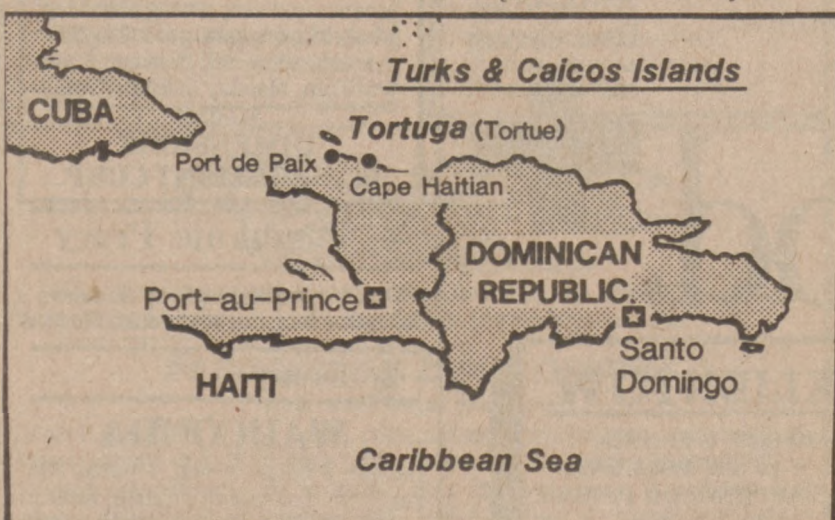 Turks & Caicos Islands
CUBA
Tortuga (Tortue)
Port de Paix
Cape Haitian
DOMINICAN
REPUBLIC
Port-au-Prince
Santo
Domingo
HAITI
Caribbean Sea